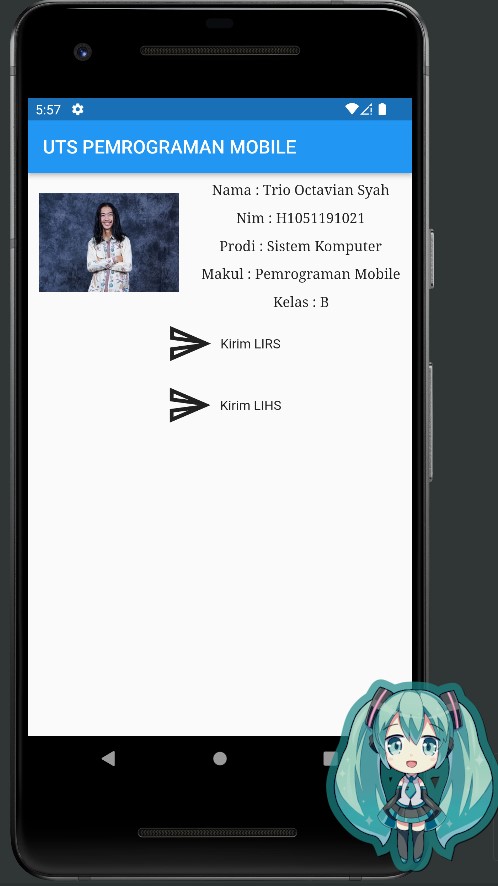 5:57
UTS PEMROGRAMAN MOBILE
Nama : Trio Octavian Syah
Nim : H1051191021
Prodi : Sistem Komputer
Makul : Pemrograman Mobile
Kelas : B
Kirim LIRS
Kirim LIHS